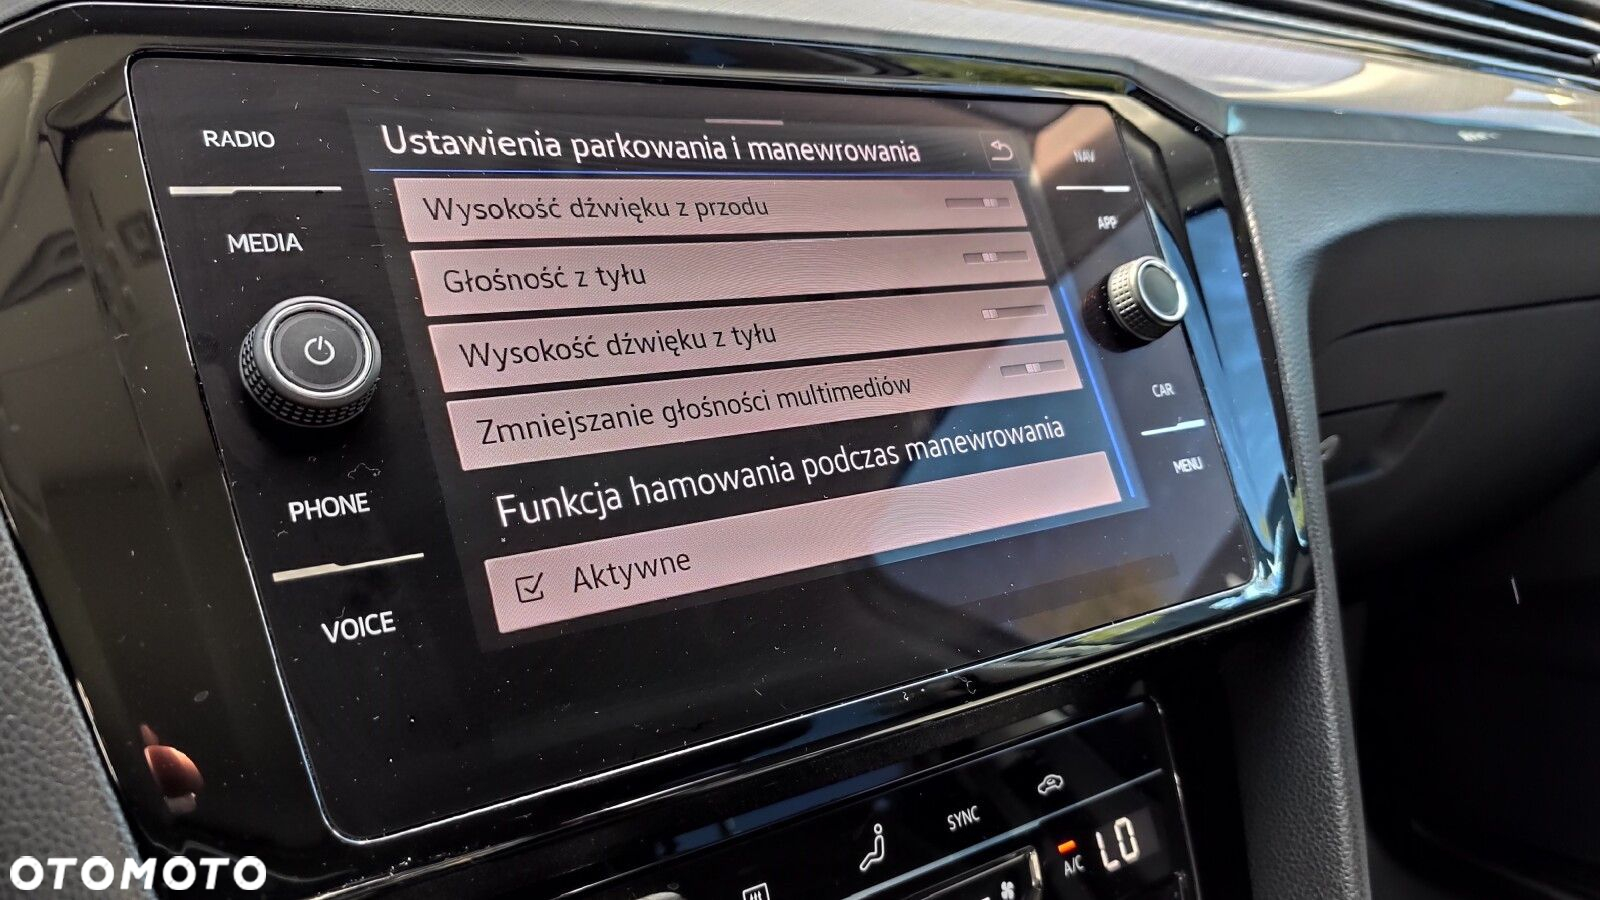 RADIO
MEDIA
PHONE
VOICE
Ustawienia parkowania i manewrowania
Wysokość dźwięku z przodu
Głośność z tyłu
Wysokość dźwięku z tyłu
Zmniejszanie głośności multimediów
Funkcja hamowania podczas manewrowania
Aktywne
NAV
APP
CAR
MENU
SYNC
A/C
LO
OTOMOTO